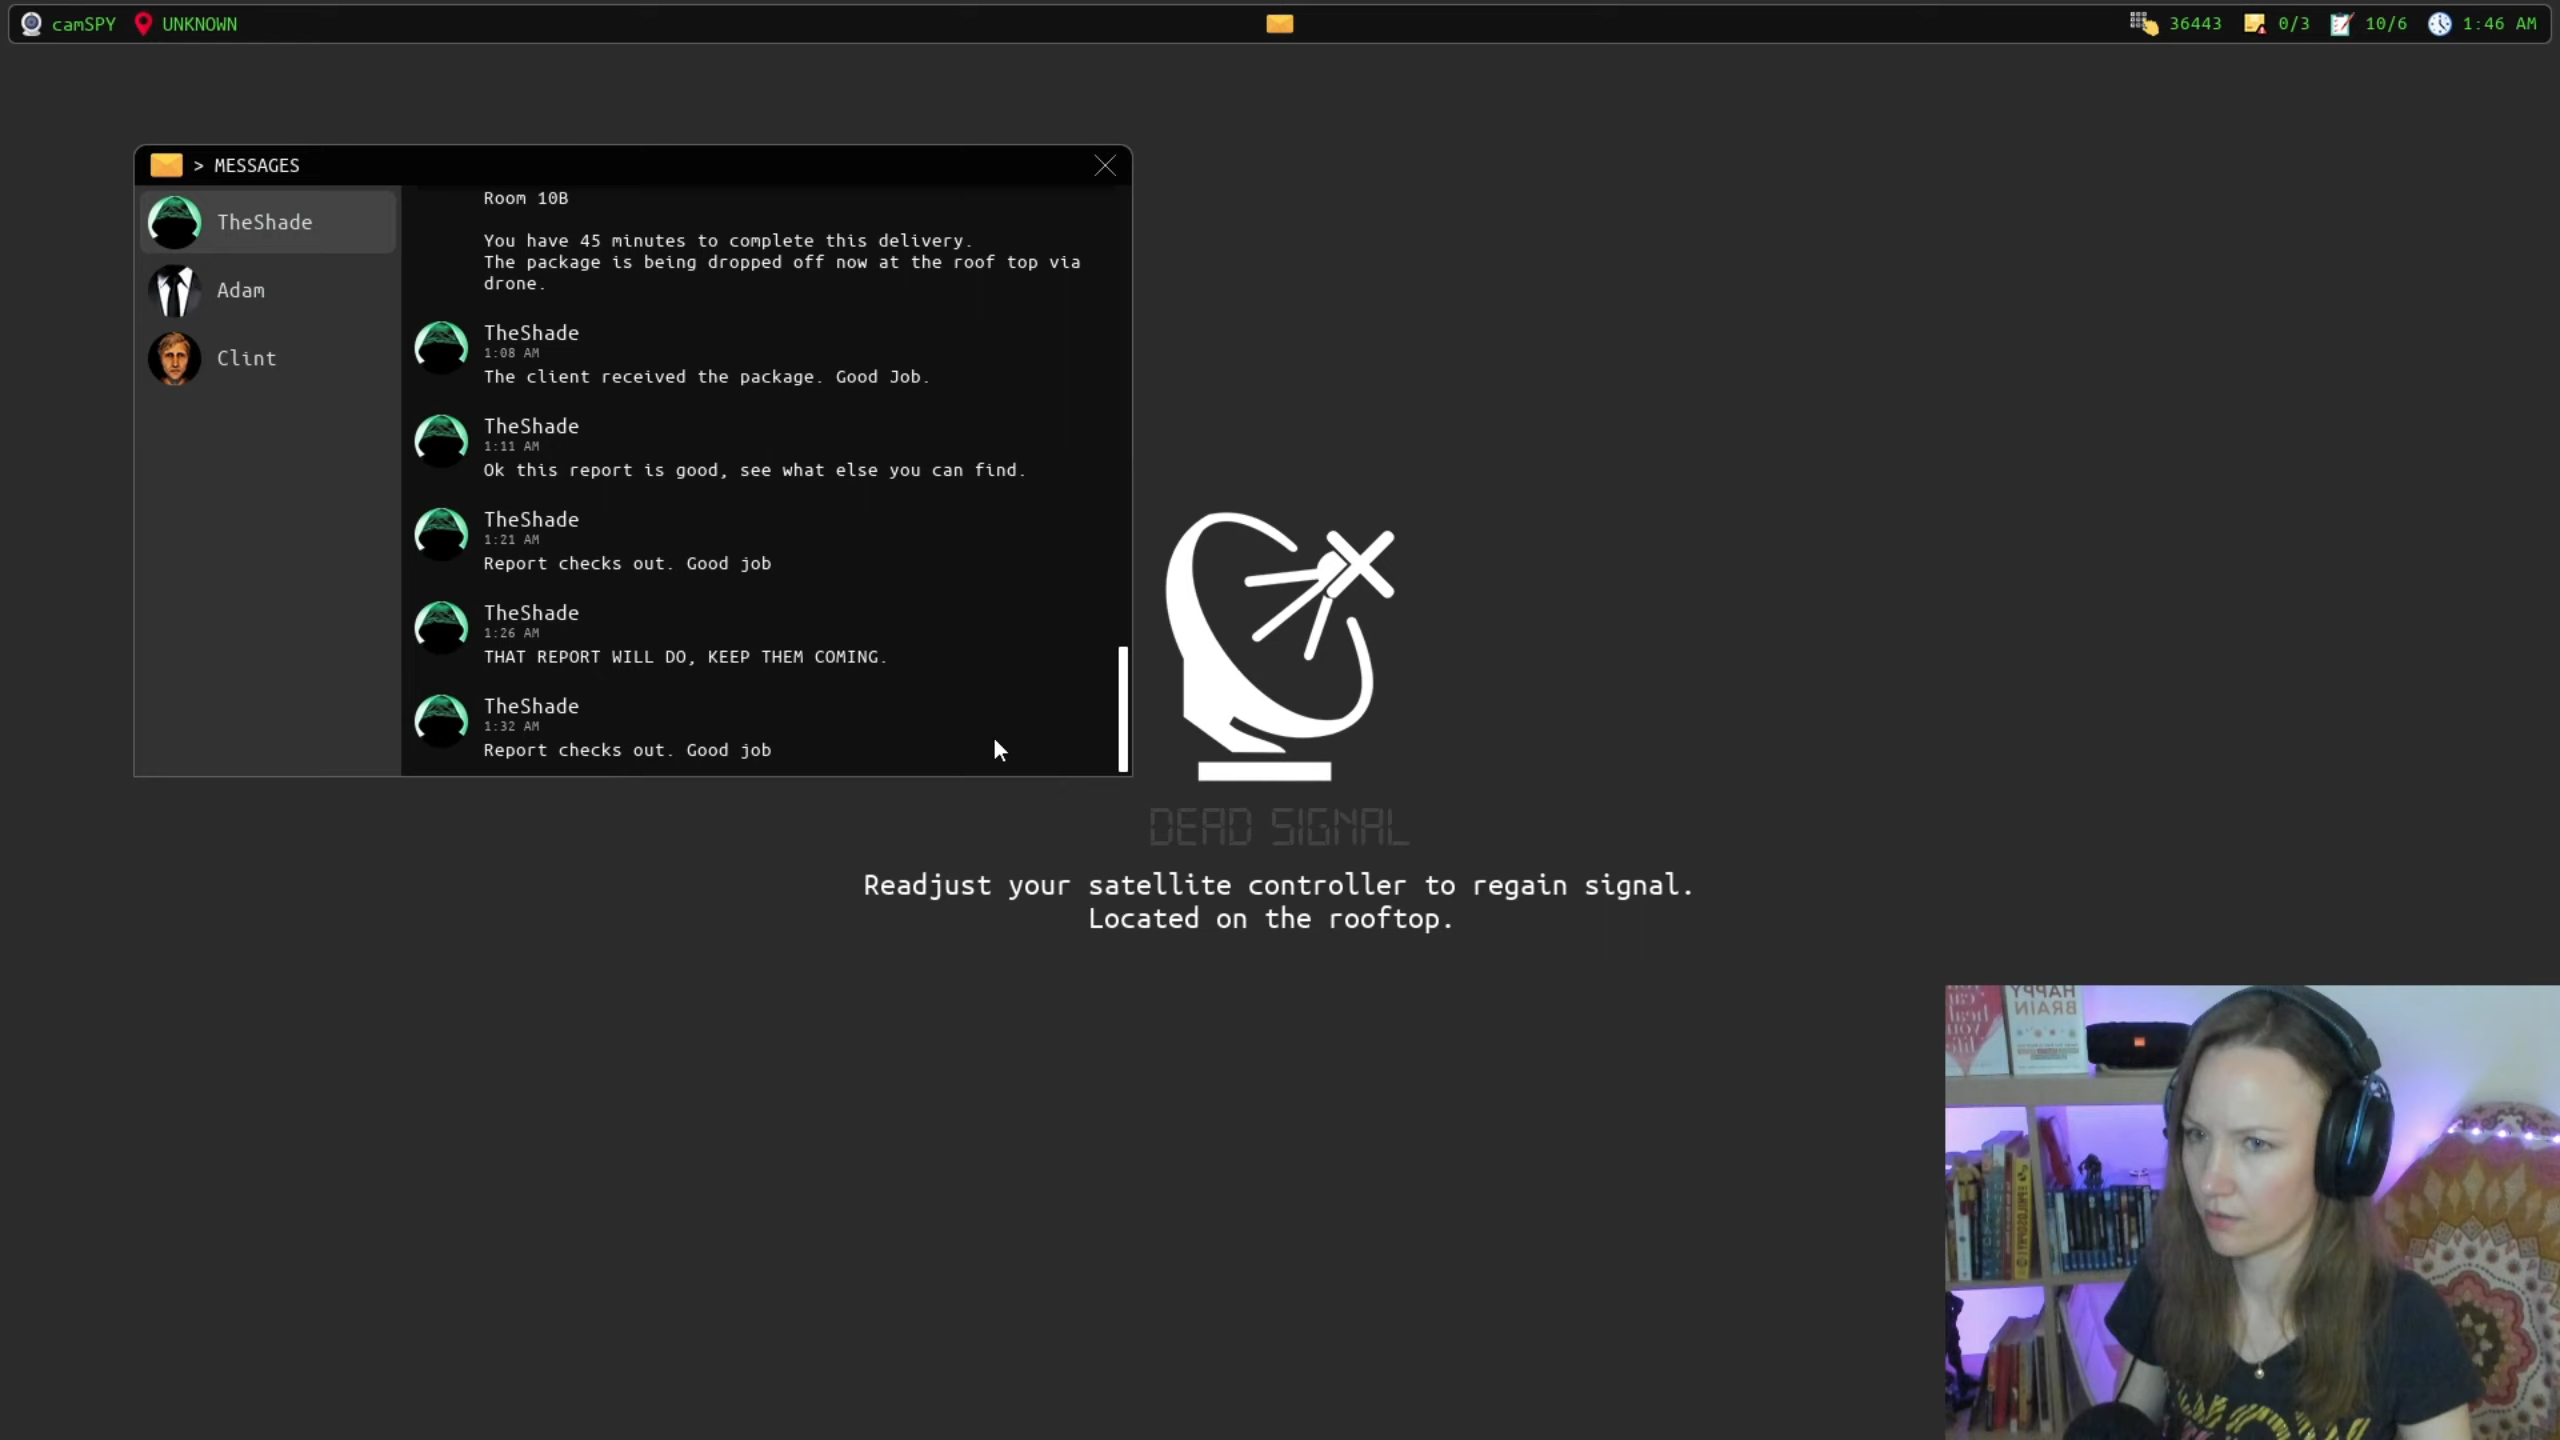 camSPY UNKNOWN 36443 0/3 10/6 1:46 AM
> MESSAGES
TheShade
Adam
Clint
Room 10B
You have 45 minutes to complete this delivery.
The package is being dropped off now at the roof top via
drone.
TheShade
1:08 AM
The client received the package. Good Job.
TheShade
1:11 AM
Ok this report is good, see what else you can find.
TheShade
1:21 AM
Report checks out. Good job
TheShade
1:26 AM
THAT REPORT WILL DO, KEEP THEM COMING.
TheShade
1:32 AM
Report checks out. Good job
DEAD SIGNAL
Readjust your satellite controller to regain signal.
Located on the rooftop.
HAPPY
BRAIN